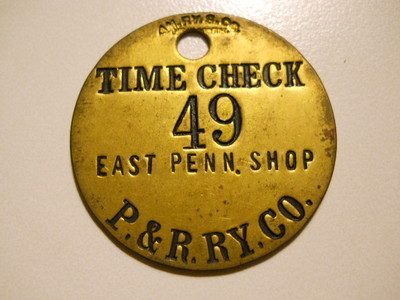 TIME CHECK
49
EAST PENN. SHOP
P. & R. RY. CO.